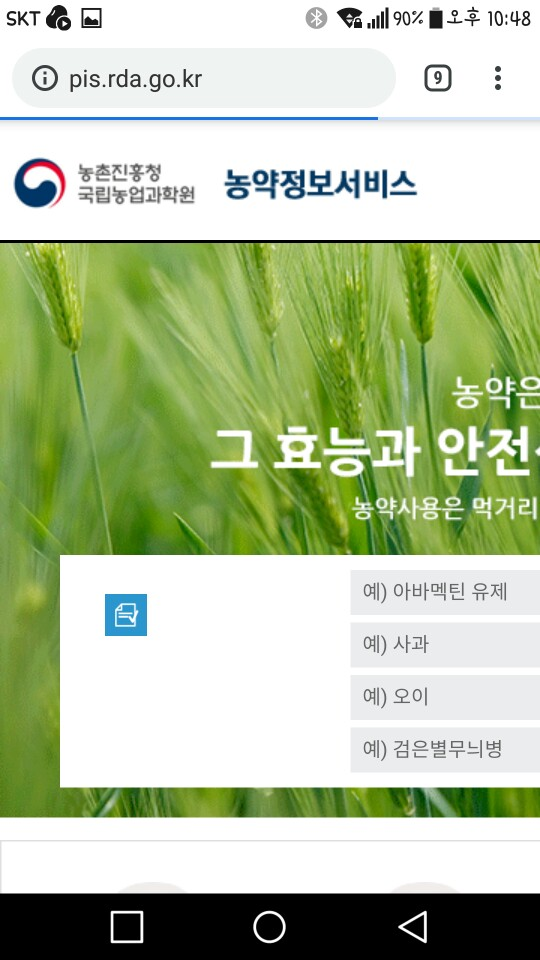 SKT 90% 오후 10:48
pis.rda.go.kr 9
농촌진흥청
국립농업과학원
농약정보서비스
농약은
그 효능과 안전
농약사용은 먹거리
예) 아바멕틴 유제
예) 사과
예) 오이
예) 검은별무늬병